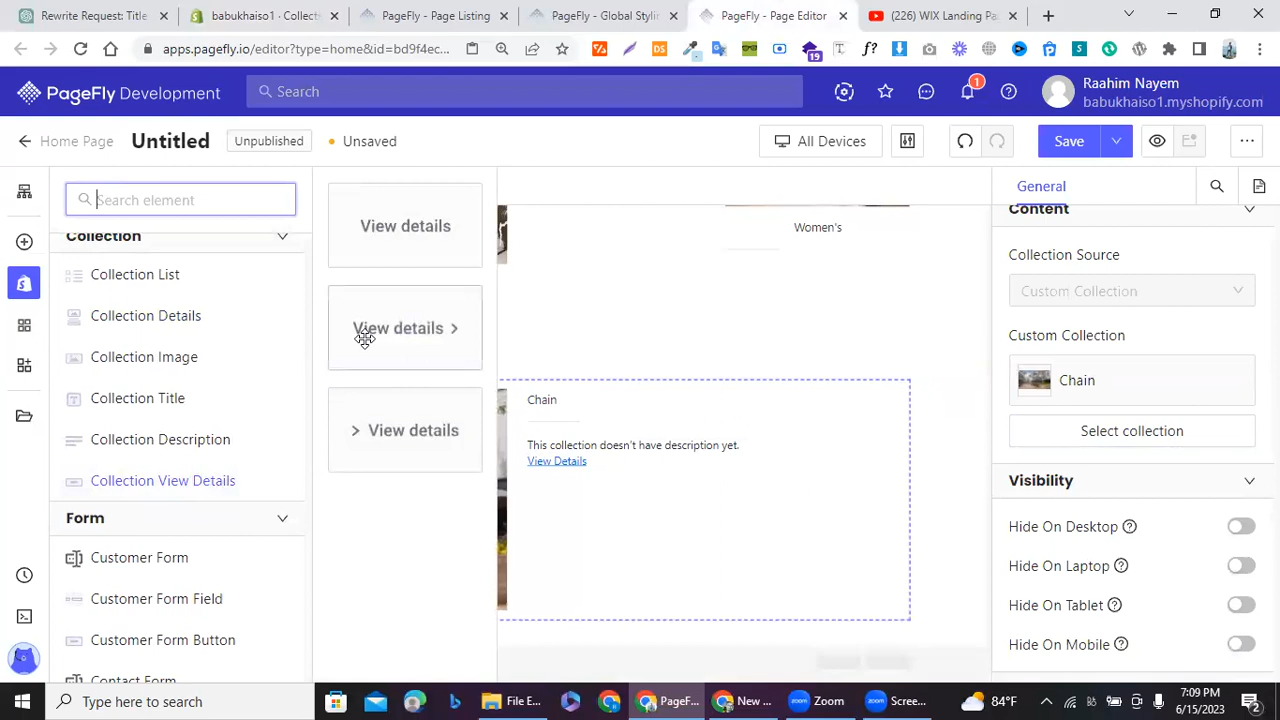 Rewrite Request: Title
babukhaiso1 · Collect
PageFly - Page Listing
PageFly - Global Stylin
PageFly - Page Editor
(226) WIX Landing Pa
apps.pagefly.io/editor?type=home&id=bd9f4ec...
19
PageFly Development
Search
1
Raahim Nayem
babukhaiso1.myshopify.com
Home Page
Untitled
Unpublished
Unsaved
All Devices
Save
Search element
Collection
Collection List
Collection Details
Collection Image
Collection Title
Collection Description
Collection View Details
Form
Customer Form
Customer Form Field
Customer Form Button
Contact Form
View details
View details >
> View details
Women's
Chain
This collection doesn't have description yet.
View Details
General
Content
Collection Source
Custom Collection
Custom Collection
Chain
Select collection
Visibility
Hide On Desktop
Hide On Laptop
Hide On Tablet
Hide On Mobile
Type here to search
File E...
PageF...
New ...
Zoom
Scree...
84°F
7:09 PM
6/15/2023
2